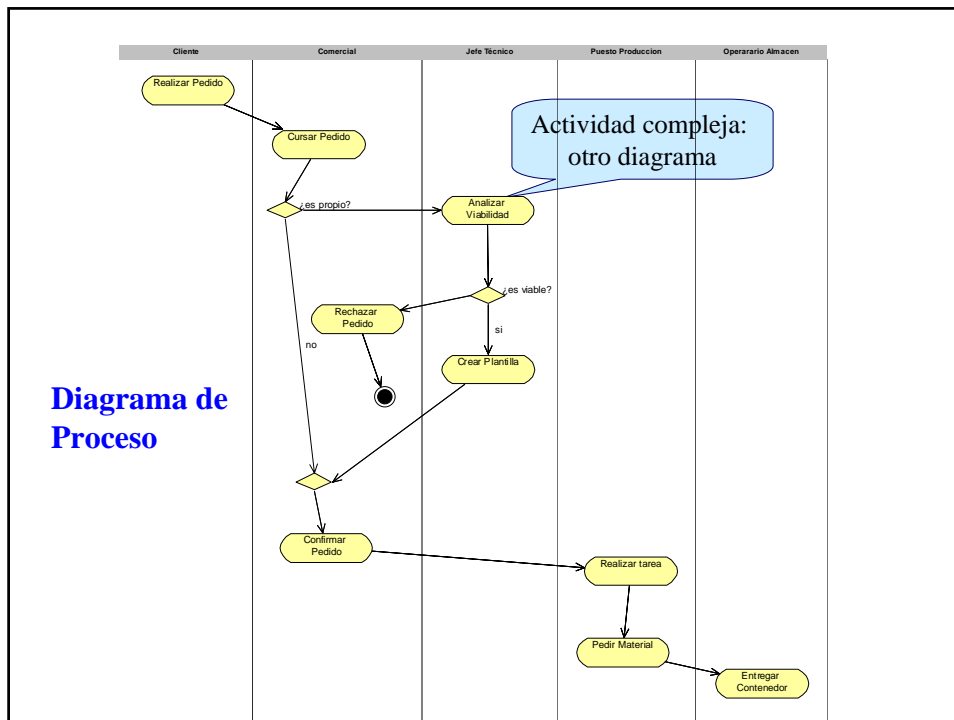 Cliente
Comercial
Jefe Técnico
Puesto Produccion
Operarario Almacen
Realizar Pedido
Cursar Pedido
Actividad compleja:
otro diagrama
¿es propio?
Analizar
Viabilidad
¿es viable?
Rechazar
Pedido
si
no
Crear Plantilla
Diagrama de
Proceso
Confirmar
Pedido
Realizar tarea
Pedir Material
Entregar
Contenedor